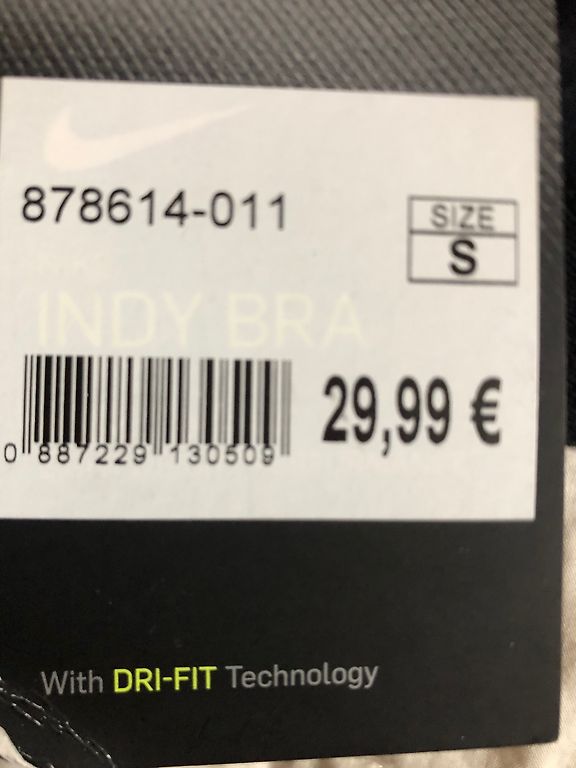 878614-011
SIZE
S
INDY BRA
29,99 €
0 887229 130509
With DRI-FIT Technology